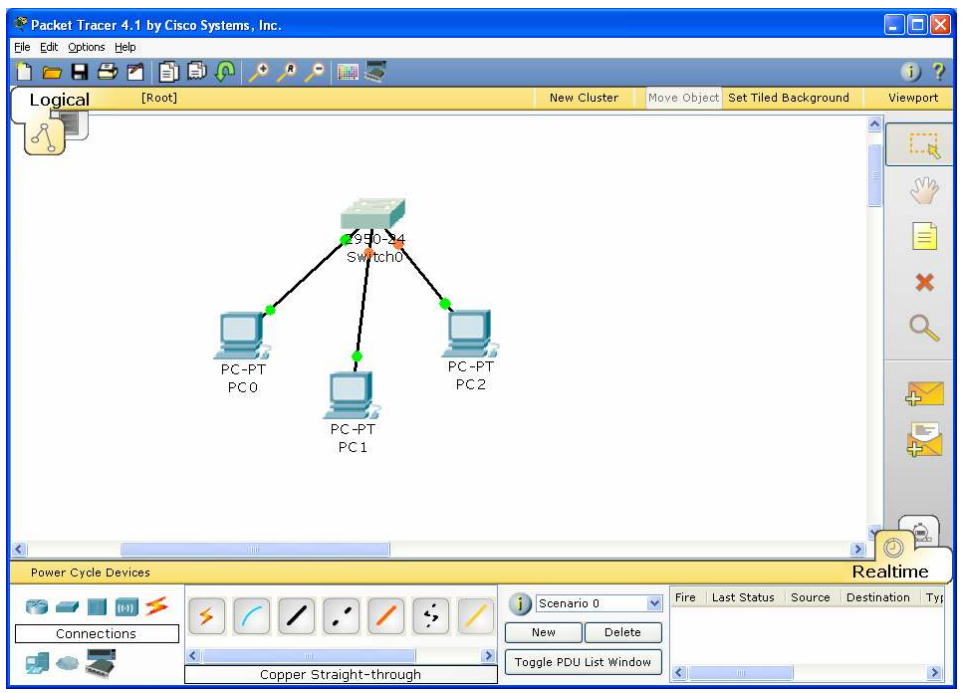 Packet Tracer 4.1 by Cisco Systems, Inc.
File Edit Options Help
Logical [Root] New Cluster Move Object Set Tiled Background Viewport
2950-24
Switch0
PC-PT
PC0
PC-PT
PC2
PC-PT
PC1
Power Cycle Devices Realtime
Connections
Copper Straight-through
Scenario 0
New Delete
Toggle PDU List Window
Fire Last Status Source Destination Typ